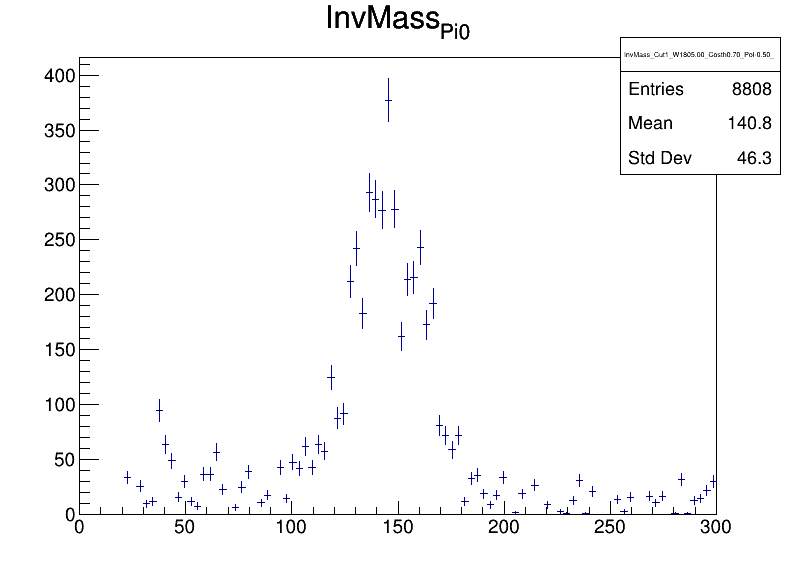 InvMass_Pi0
InvMass_Cut1_W1805.00_Costh0.70_Pol-0.50_
Entries 8808
Mean 140.8
Std Dev 46.3
400
350
300
250
200
150
100
50
0
0 50 100 150 200 250 300